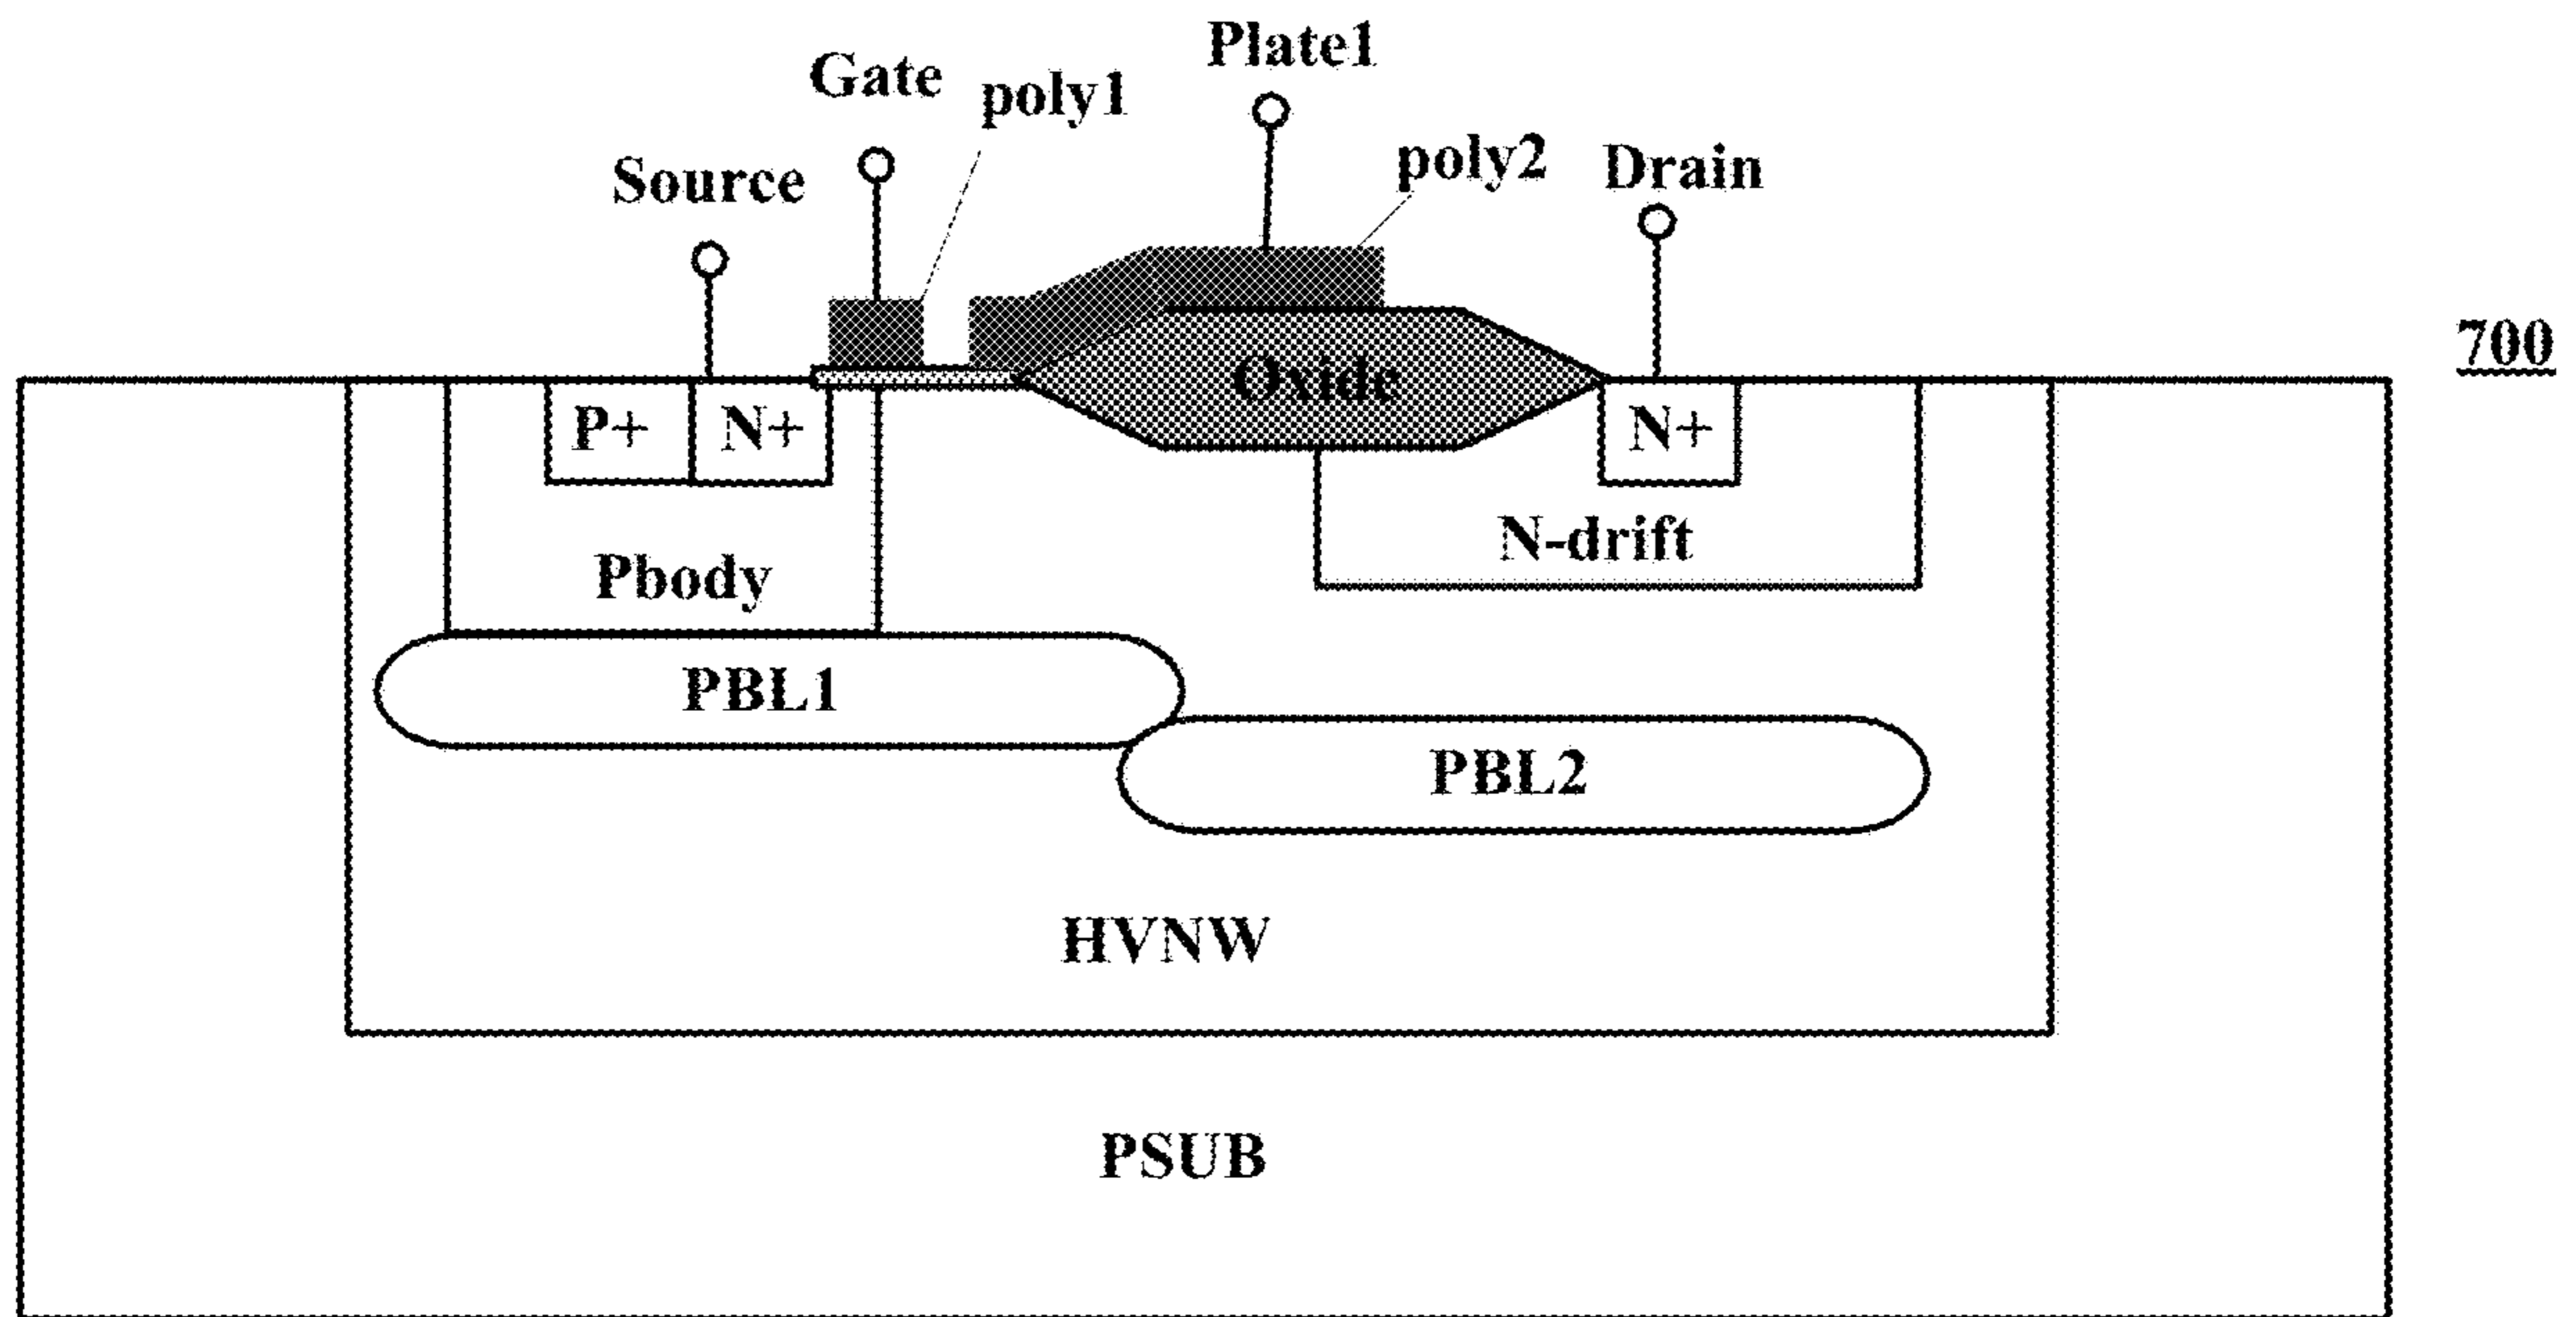 Plate1
Gate
poly1
poly2
Source
Drain
700
Oxide
P+
N+
N+
N-drift
Pbody
PBL1
PBL2
HVNW
PSUB